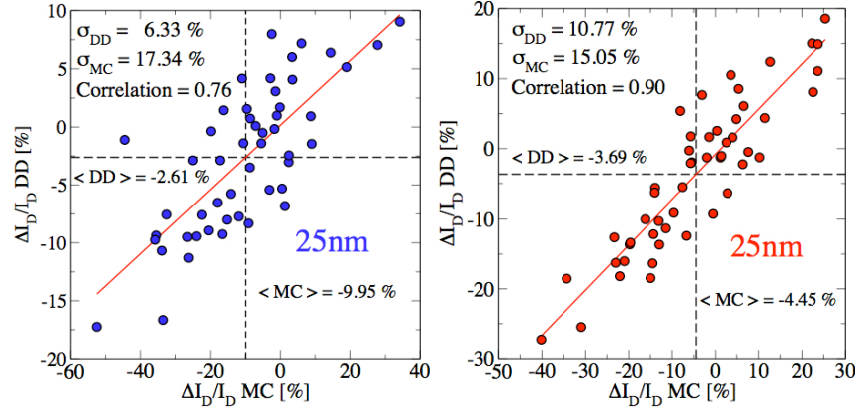 σDD = 6.33 %
σMC = 17.34 %
Correlation = 0.76
< DD > = -2.61 %
25nm
< MC > = -9.95 %
10
5
0
-5
-10
-15
-20
-60
-40
-20
0
20
40
ΔID/ID DD [%]
ΔID/ID MC [%]
σDD = 10.77 %
σMC = 15.05 %
Correlation = 0.90
< DD > = -3.69 %
25nm
< MC > = -4.45 %
20
10
0
-10
-20
-30
-50
-40
-30
-20
-10
0
10
20
30
ΔID/ID DD [%]
ΔID/ID MC [%]